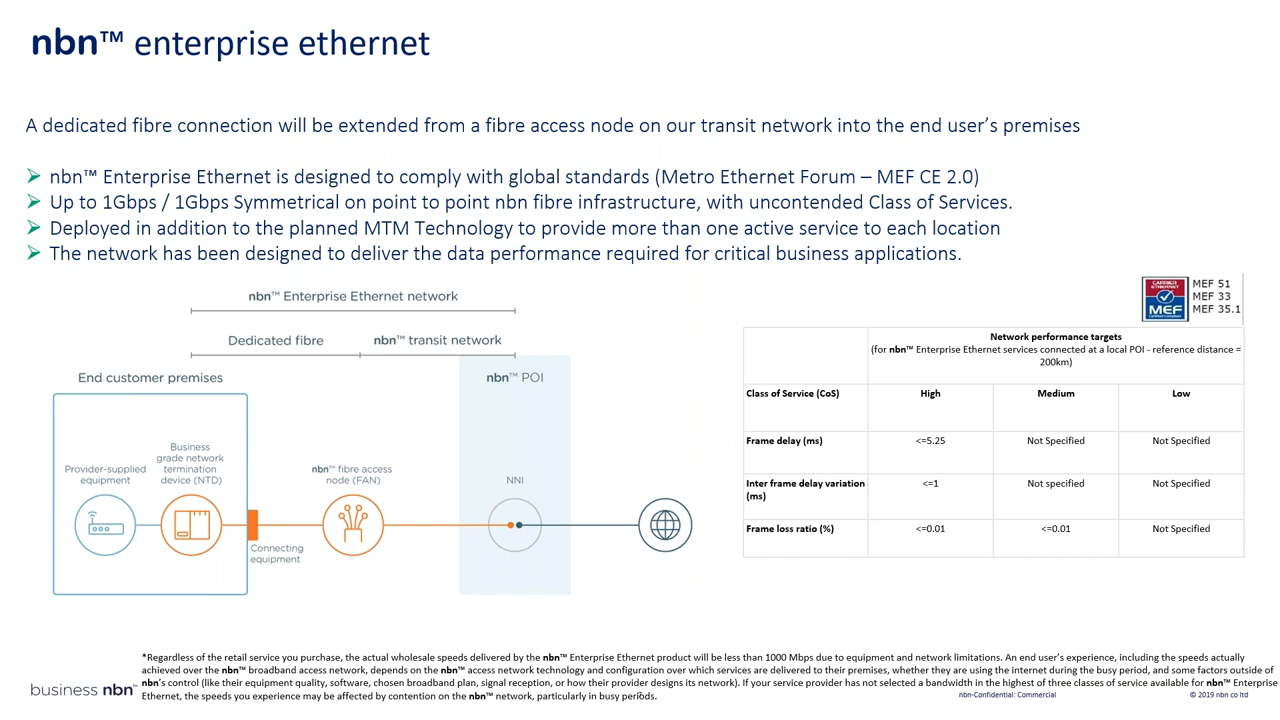 nbn™ enterprise ethernet
A dedicated fibre connection will be extended from a fibre access node on our transit network into the end user's premises
nbn™ Enterprise Ethernet is designed to comply with global standards (Metro Ethernet Forum – MEF CE 2.0)
Up to 1Gbps / 1Gbps Symmetrical on point to point nbn fibre infrastructure, with uncontended Class of Services.
Deployed in addition to the planned MTM Technology to provide more than one active service to each location
The network has been designed to deliver the data performance required for critical business applications.
nbn™ Enterprise Ethernet network
Dedicated fibre
nbn™ transit network
End customer premises
nbn™ POI
Provider-supplied
equipment
Business
grade network
termination
device (NTD)
nbn™ fibre access
node (FAN)
NNI
Connecting
equipment
CARRIER
ETHERNET
MEF
MEF 51
MEF 33
MEF 35.1
Network performance targets
(for nbn™ Enterprise Ethernet services connected at a local POI - reference distance =
200km)
Class of Service (CoS) High Medium Low
Frame delay (ms) <=5.25 Not Specified Not Specified
Inter frame delay variation <=1 Not specified Not Specified
(ms)
Frame loss ratio (%) <=0.01 <=0.01 Not Specified
*Regardless of the retail service you purchase, the actual wholesale speeds delivered by the nbn™ Enterprise Ethernet product will be less than 1000 Mbps due to equipment and network limitations. An end user's experience, including the speeds actually
achieved over the nbn™ broadband access network, depends on the nbn™ access network technology and configuration over which services are delivered to their premises, whether they are using the internet during the busy period, and some factors outside of
nbn's control (like their equipment quality, software, chosen broadband plan, signal reception, or how their provider designs its network). If your service provider has not selected a bandwidth in the highest of three classes of service available for nbn™ Enterprise
Ethernet, the speeds you experience may be affected by contention on the nbn™ network, particularly in busy periods.
business nbn™
nbn-Confidential: Commercial
© 2019 nbn co ltd